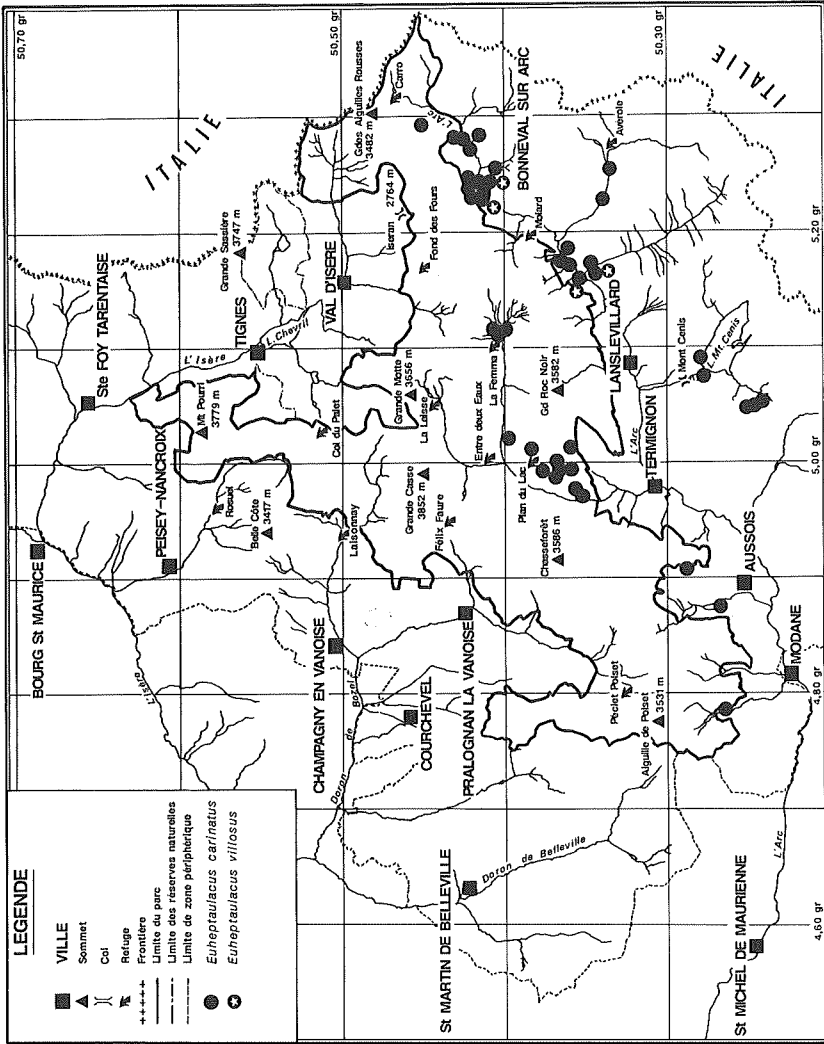 LEGENDE
VILLE
Sommet
Col
Refuge
Frontière
Limite du parc
Limite des réserves naturelles
Limite de zone périphérique
Euheptaulacus carinatus
Euheptaulacus villosus
BOURG St MAURICE
Ste FOY TARENTAISE
ITALIE
50,70 gr
L'Isère
PEISEY-NANCROIX
Rosuel
Mt Pourri
3779 m
L'Isère
TIGNES
L. Chevril
Grande Sassière
3747 m
Belle Côte
3417 m
Col du Palet
VAL D'ISERE
CHAMPAGNY EN VANOISE
Laisonnay
50,50 gr
Doron de Bozel
COURCHEVEL
Grande Casse
3852 m
Grande Motte
3656 m
La Leisse
Iseran
2764 m
Fond des Fours
Gdes Aiguilles Rousses
3482 m
Carro
L'Arc
St MARTIN DE BELLEVILLE
Doron de Belleville
PRALOGNAN LA VANOISE
Félix Faure
Entre deux Eaux
La Femma
BONNEVAL SUR ARC
Plan du Lac
Chasseforêt
3586 m
Gd Roc Noir
3582 m
Molard
Averole
Péclet Polset
Aiguille de Polset
3531 m
TERMIGNON
L'Arc
LANSLEVILLARD
50,30 gr
ITALIE
Mont Cenis
L. Mt. Cenis
AUSSOIS
St MICHEL DE MAURIENNE
L'Arc
MODANE
4,60 gr
4,80 gr
5,00 gr
5,20 gr